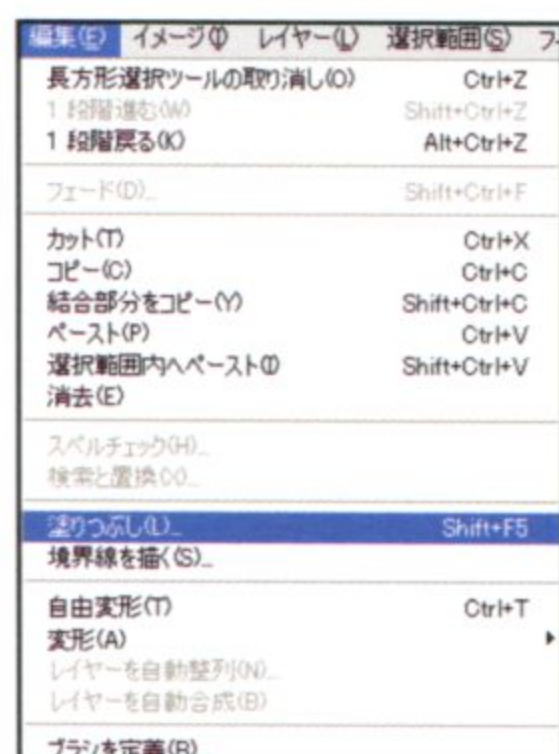 編集(E) イメージ(I) レイヤー(L) 選択範囲(S) フ
長方形選択ツールの取り消し(O) Ctrl+Z
1 段階進む(W) Shift+Ctrl+Z
1 段階戻る(K) Alt+Ctrl+Z
フェード(D)... Shift+Ctrl+F
カット(T) Ctrl+X
コピー(C) Ctrl+C
結合部分をコピー(Y) Shift+Ctrl+C
ペースト(P) Ctrl+V
選択範囲内へペースト(I) Shift+Ctrl+V
消去(E)
スペルチェック(H)...
検索と置換(X)...
塗りつぶし(L)... Shift+F5
境界線を描く(S)...
自由変形(T) Ctrl+T
変形(A)
レイヤーを自動整列(N)...
レイヤーを自動合成(B)
ブラシを定義(B)